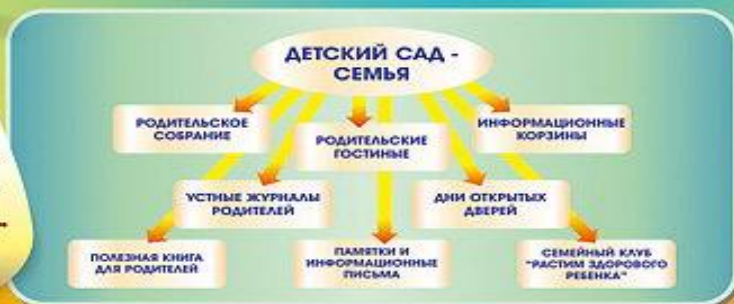 ДЕТСКИЙ САД -
СЕМЬЯ
РОДИТЕЛЬСКОЕ
СОБРАНИЕ
РОДИТЕЛЬСКИЕ
ГОСТИНЫЕ
ИНФОРМАЦИОННЫЕ
КОРЗИНЫ
УСТНЫЕ ЖУРНАЛЫ
РОДИТЕЛЕЙ
ДНИ ОТКРЫТЫХ
ДВЕРЕЙ
ПОЛЕЗНАЯ КНИГА
ДЛЯ РОДИТЕЛЕЙ
ПАМЯТКИ И
ИНФОРМАЦИОННЫЕ
ПИСЬМА
СЕМЕЙНЫЙ КЛУБ
"РАСТИМ ЗДОРОВОГО
РЕБЕНКА"